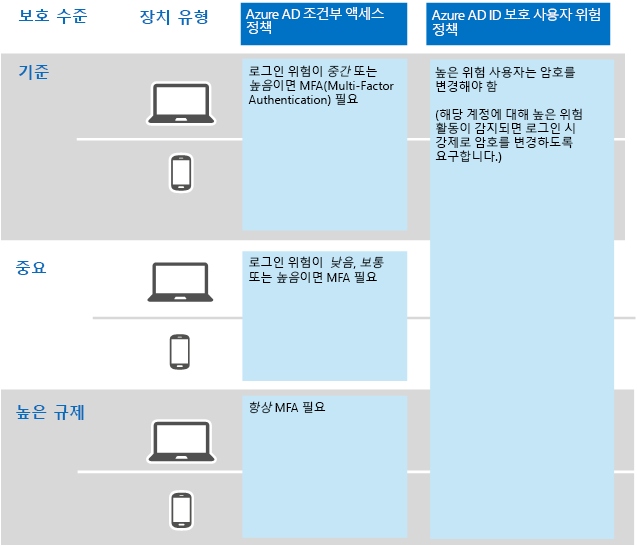 보호 수준
장치 유형
Azure AD 조건부 액세스
정책
Azure AD ID 보호 사용자 위험
정책
기준
로그인 위험이 중간 또는
높음이면 MFA(Multi-Factor
Authentication) 필요
높은 위험 사용자는 암호를
변경해야 함
(해당 계정에 대해 높은 위험
활동이 감지되면 로그인 시
강제로 암호를 변경하도록
요구합니다.)
중요
로그인 위험이 낮음, 보통
또는 높음이면 MFA 필요
높은 규제
항상 MFA 필요